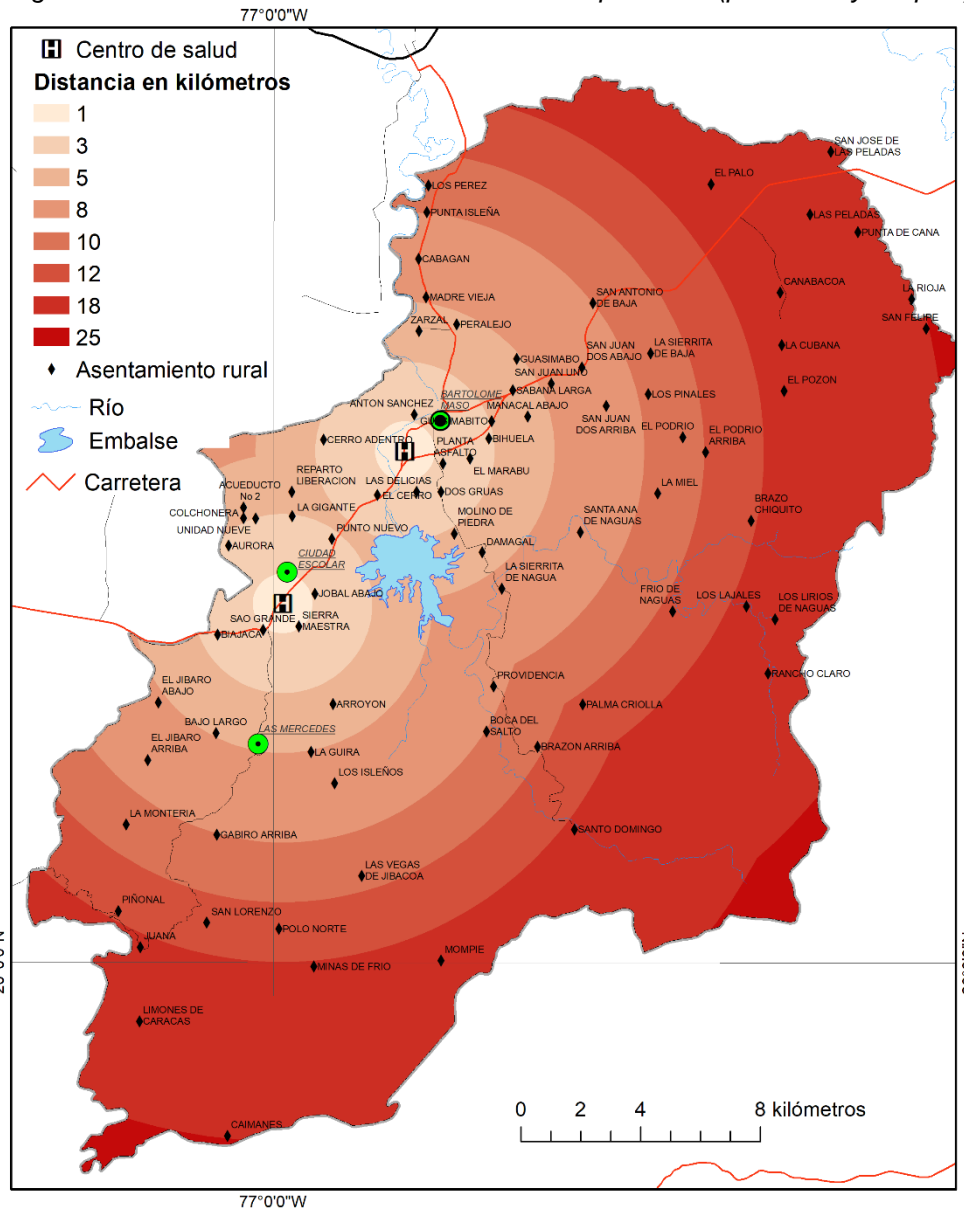 77°0'0"W
Centro de salud
Distancia en kilómetros
1
3
5
8
10
12
18
25
Asentamiento rural
Río
Embalse
Carretera
SAN JOSE DE
LAS PELADAS
EL PALO
LOS PEREZ
PUNTA ISLEÑA
LAS PELADAS
PUNTA DE CANA
CABAGAN
CANABACOA
MADRE VIEJA
SAN ANTONIO
DE BAJA
LA RIOJA
ZARZAL
PERALEJO
SAN FELIPE
GUASIMABO
SAN JUAN
DOS ABAJO
LA SIERRITA
DE BAJA
LA CUBANA
SAN JUAN UNO
SABANA LARGA
BARTOLOME
MASO
LOS PINALES
EL POZON
ANTON SANCHEZ
MANACAL ABAJO
SAN JUAN
DOS ARRIBA
CERRO ADENTRO
PLANTA
ASFALTO
BIHUELA
EL PODRIO
EL PODRIO
ARRIBA
EL MARABU
REPARTO
LIBERACION
LAS DELICIAS
EL CERRO
DOS GRUAS
LA MIEL
ACUEDUCTO
No 2
COLCHONERA
LA GIGANTE
UNIDAD NUEVE
PUNTO NUEVO
MOLINO DE
PIEDRA
SANTA ANA
DE NAGUAS
BRAZO
CHIQUITO
AURORA
CIUDAD
ESCOLAR
DAMAGAL
LA SIERRITA
DE NAGUA
JOBAL ABAJO
FRIO DE
NAGUAS
LOS LAJALES
LOS LIRIOS
DE NAGUAS
SAO GRANDE
SIERRA
MAESTRA
BIAJACA
RANCHO CLARO
EL JIBARO
ABAJO
PROVIDENCIA
ARROYON
PALMA CRIOLLA
BAJO LARGO
LAS MERCEDES
BOCA DEL
SALTO
EL JIBARO
ARRIBA
LA GUIRA
BRAZON ARRIBA
LOS ISLEÑOS
LA MONTERIA
GABIRO ARRIBA
SANTO DOMINGO
LAS VEGAS
DE JIBACOA
PIÑONAL
SAN LORENZO
POLO NORTE
JUANA
MOMPIE
MINAS DE FRIO
LIMONES DE
CARACAS
0 2 4 8 kilómetros
CAIMANES
77°0'0"W